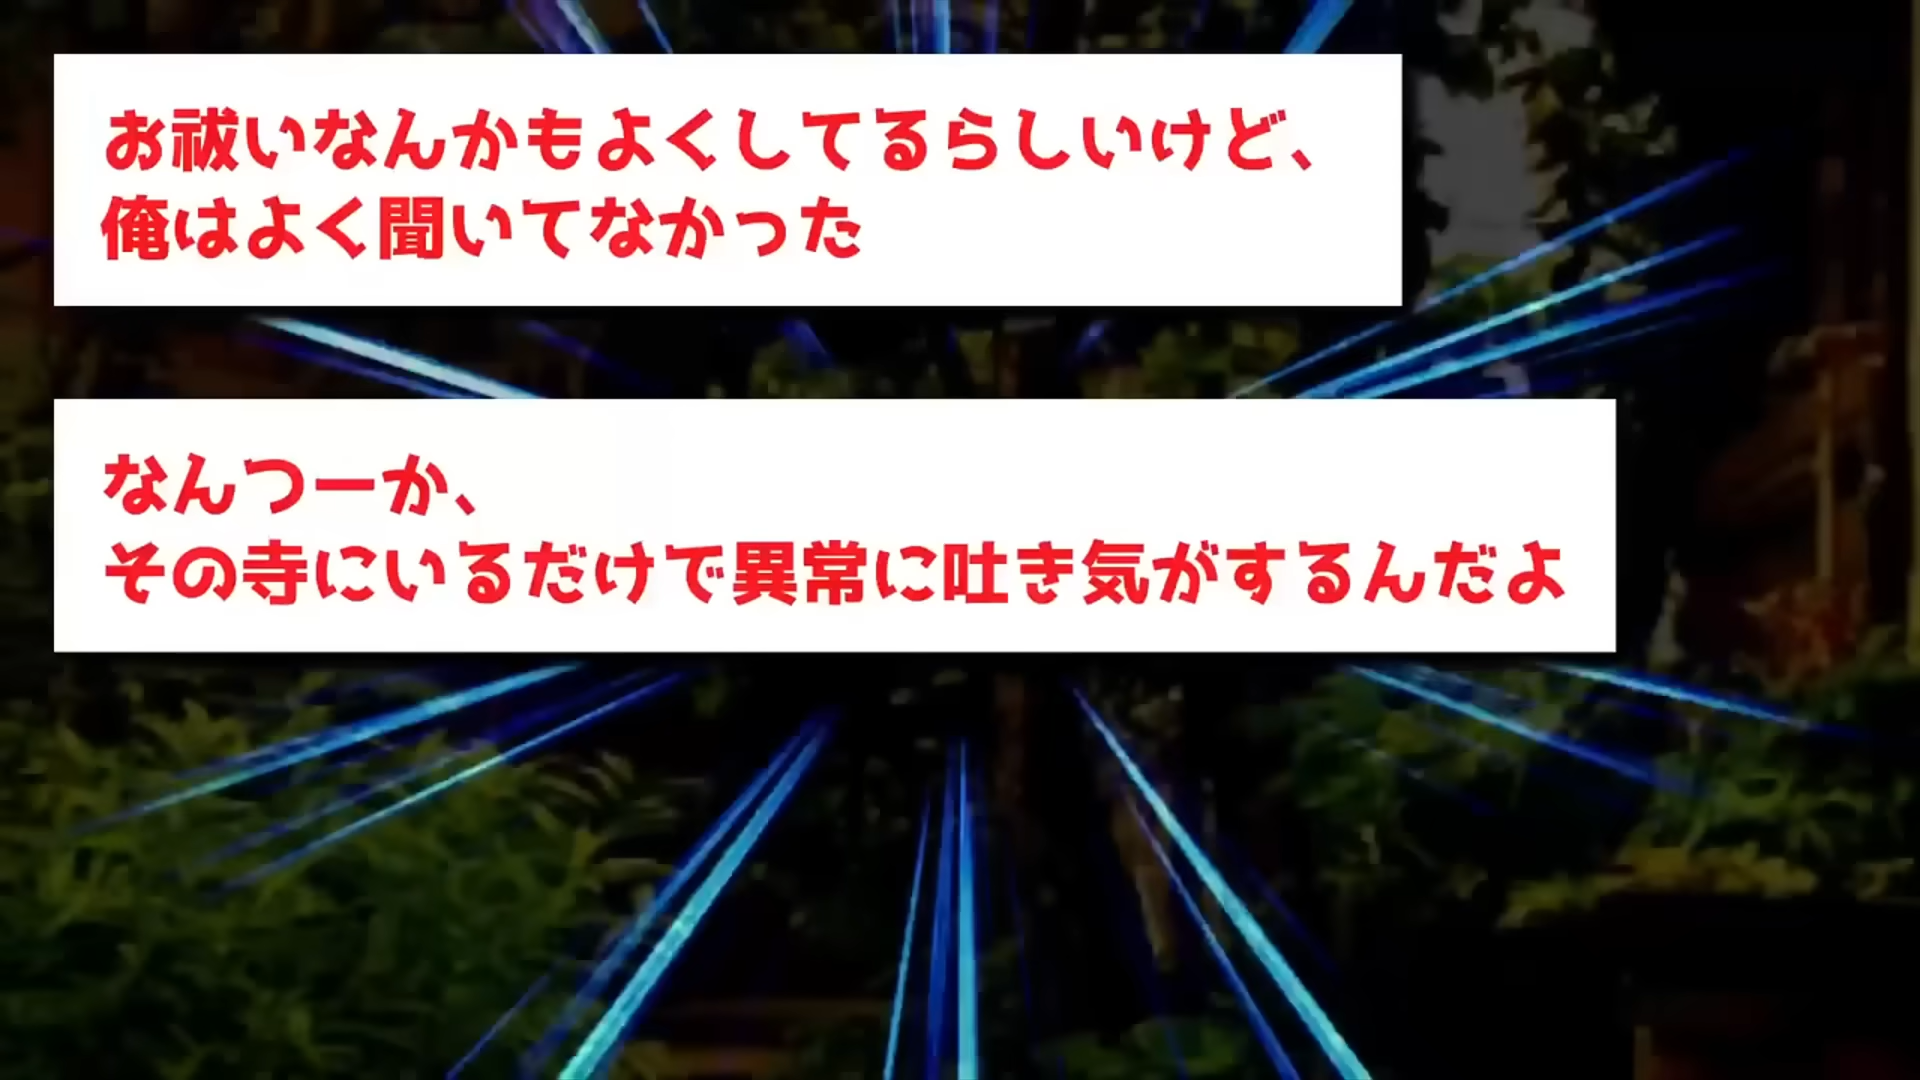 お祓いなんかもよくしてるらしいけど、
俺はよく聞いてなかった
なんつーか、
その寺にいるだけで異常に吐き気がするんだよ